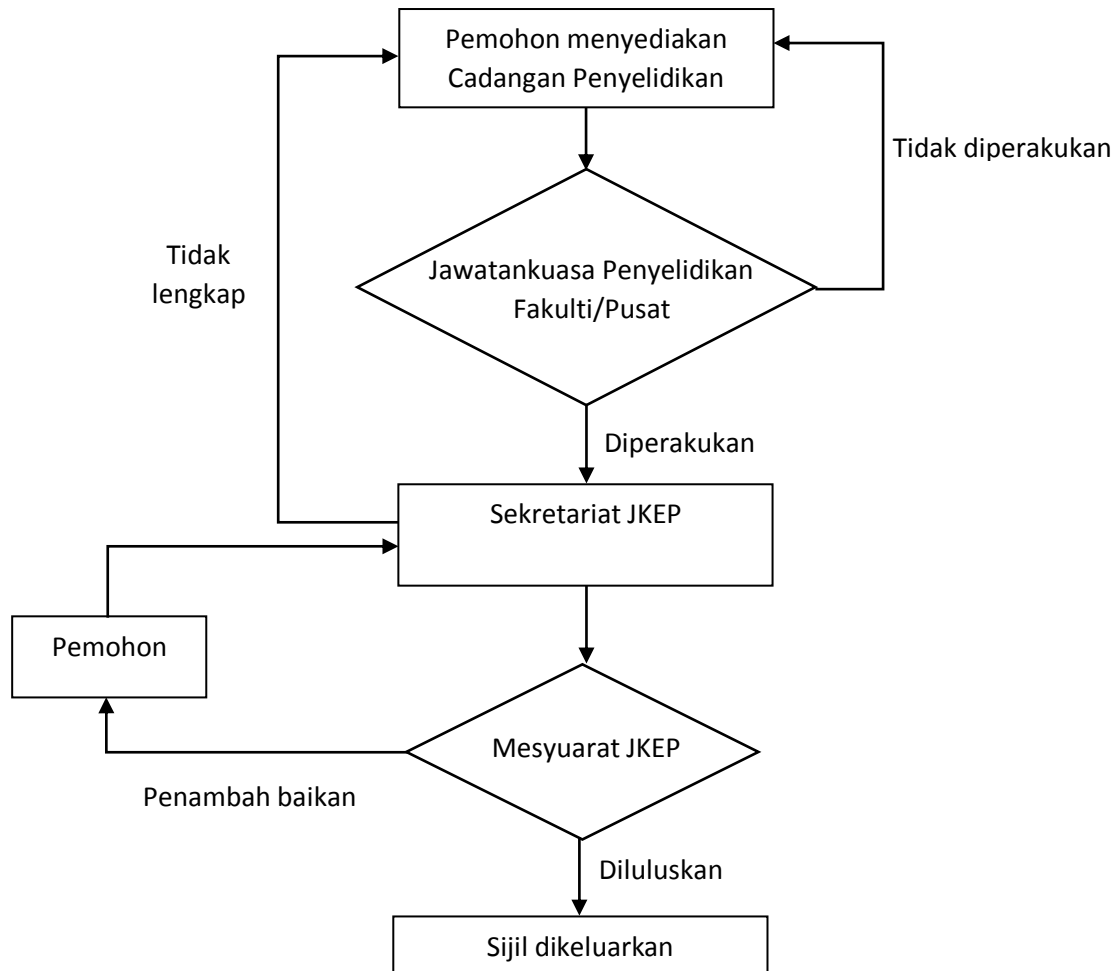 Pemohon menyediakan
Cadangan Penyelidikan
Tidak diperakukan
Tidak
lengkap
Jawatankuasa Penyelidikan
Fakulti/Pusat
Diperakukan
Sekretariat JKEP
Pemohon
Mesyuarat JKEP
Penambah baikan
Diluluskan
Sijil dikeluarkan